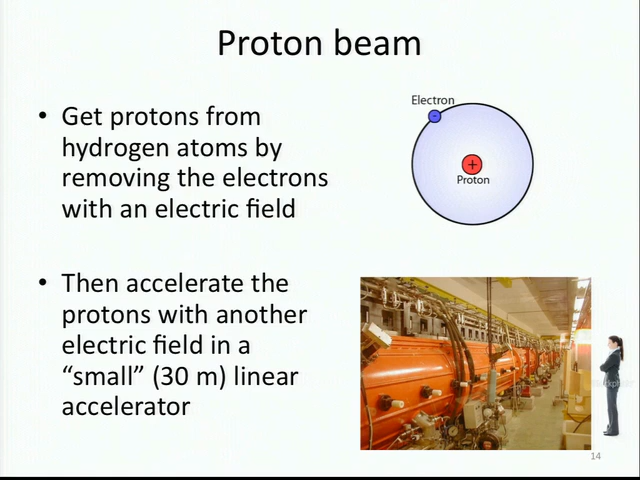 Proton beam
• Get protons from
hydrogen atoms by
removing the electrons
with an electric field
Electron
-
+
Proton
• Then accelerate the
protons with another
electric field in a
“small” (30 m) linear
accelerator
14